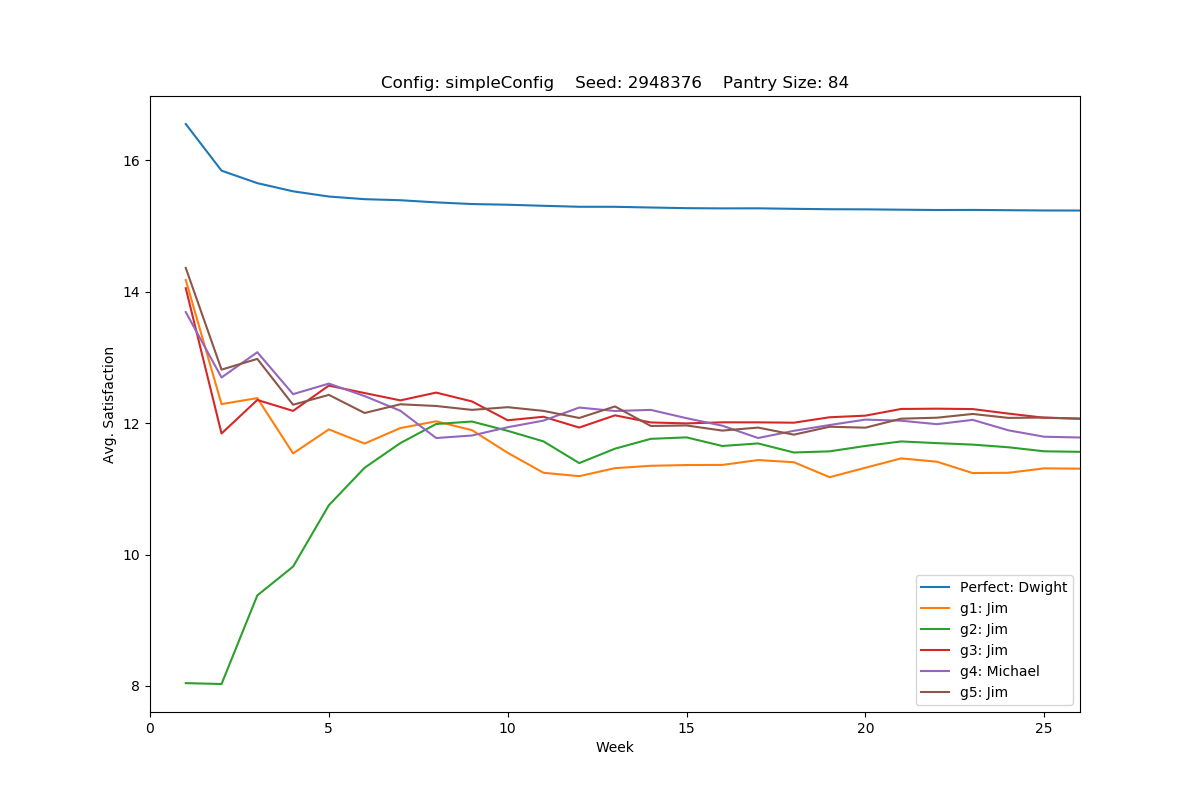 Config: simpleConfig    Seed: 2948376    Pantry Size: 84
16
14
12
10
8
Avg. Satisfaction
0 5 10 15 20 25
Week
Perfect: Dwight
g1: Jim
g2: Jim
g3: Jim
g4: Michael
g5: Jim